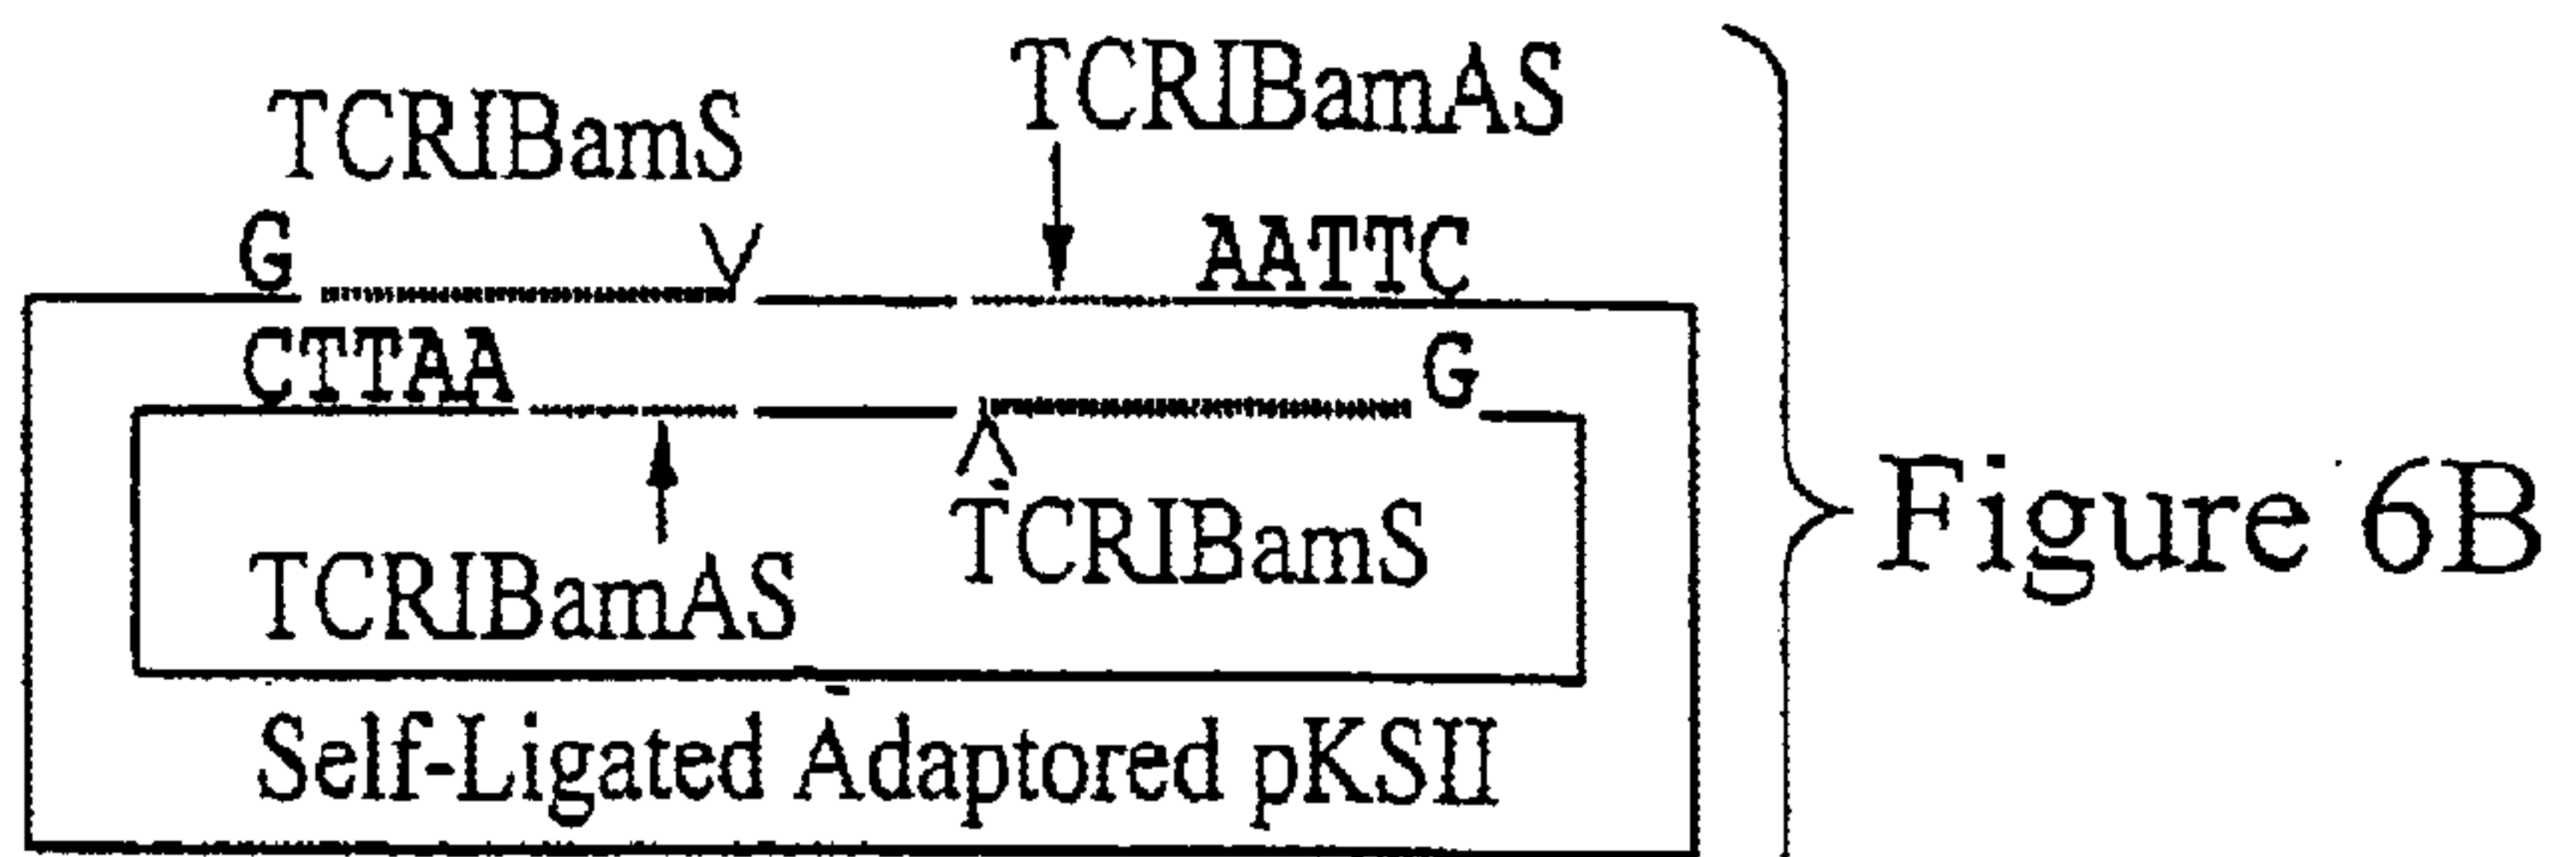 TCRIBamS TCRIBamAS
G AATTC
CTTAA G
TCRIBamAS TCRIBamS
Self-Ligated Adaptored pKSII
Figure 6B